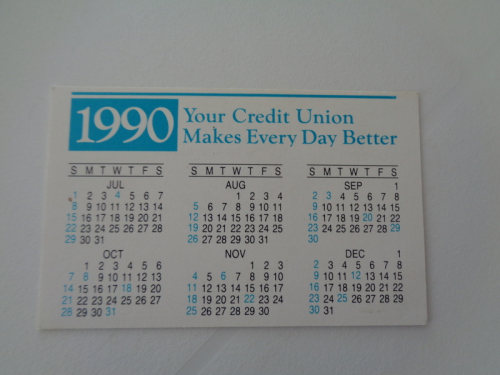 1990 Your Credit Union
Makes Every Day Better
S M T W T F S S M T W T F S S M T W T F S
JUL AUG SEP 1
1 2 3 4 5 6 7 1 2 3 4 2 3 4 5 6 7 8
8 9 10 11 12 13 14 5 6 7 8 9 10 11 9 10 11 12 13 14 15
15 16 17 18 19 20 21 12 13 14 15 16 17 18 16 17 18 19 20 21 22
22 23 24 25 26 27 28 19 20 21 22 23 24 25 23 24 25 26 27 28 29
29 30 31 26 27 28 29 30 31 30
OCT NOV DEC 1
1 2 3 4 5 6 1 2 3 2 3 4 5 6 7 8
7 8 9 10 11 12 13 4 5 6 7 8 9 10 9 10 11 12 13 14 15
14 15 16 17 18 19 20 11 12 13 14 15 16 17 16 17 18 19 20 21 22
21 22 23 24 25 26 27 18 19 20 21 22 23 24 23 24 25 26 27 28 29
28 29 30 31 25 26 27 28 29 30 30 31